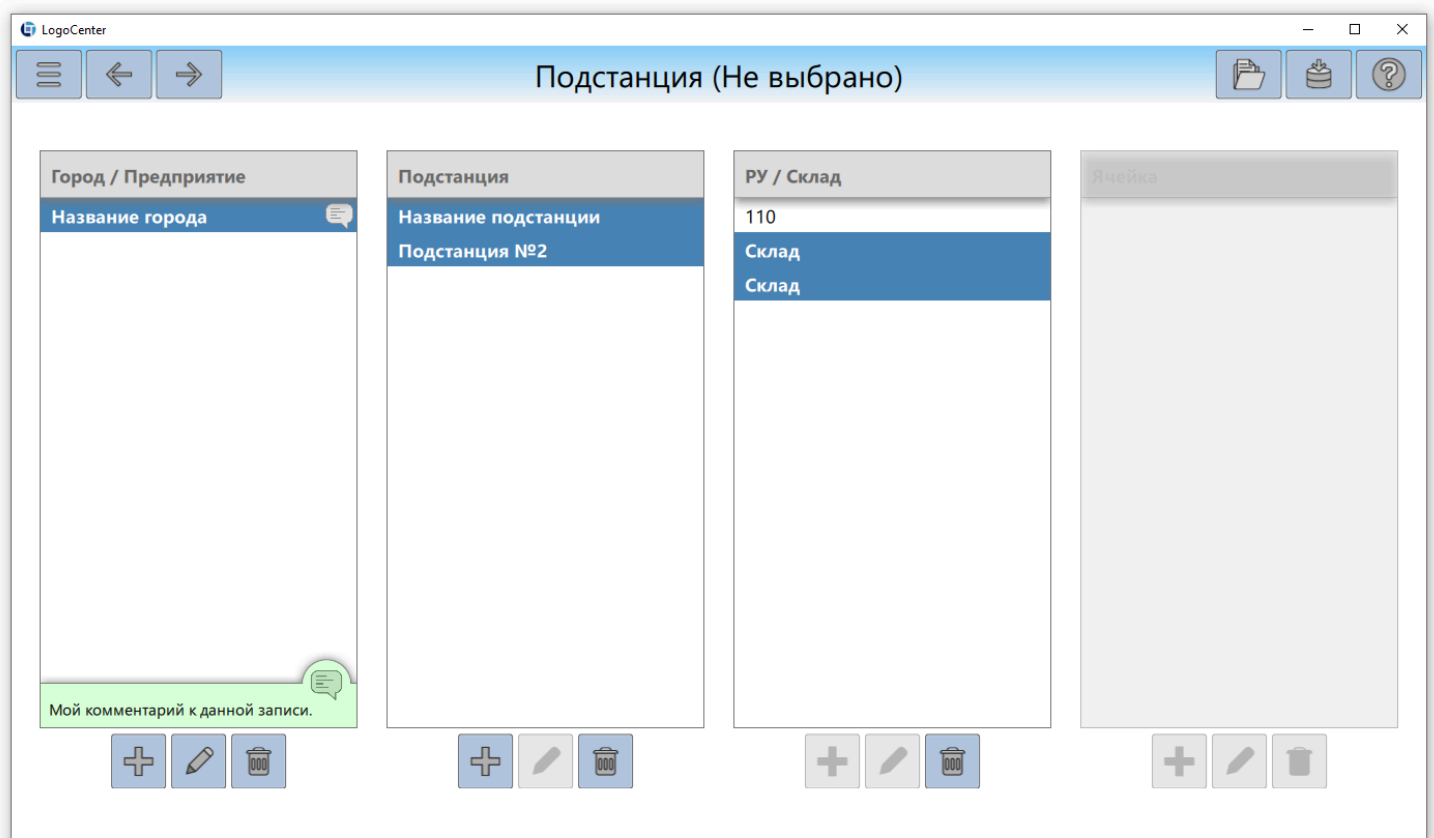 LogoCenter
Подстанция (Не выбрано)
Город / Предприятие
Название города
Мой комментарий к данной записи.
Подстанция
Название подстанции
Подстанция №2
РУ / Склад
110
Склад
Склад
Ячейка